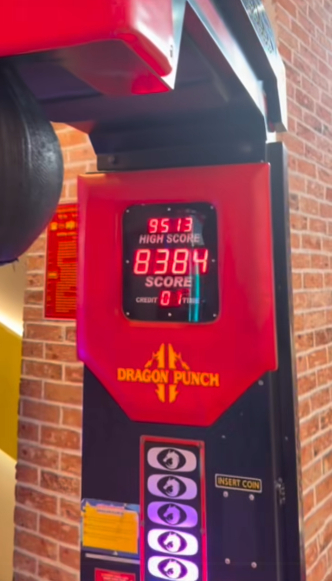 9513
HIGH SCORE
8384
SCORE
CREDIT 01 TIME
DRAGON PUNCH
INSERT COIN